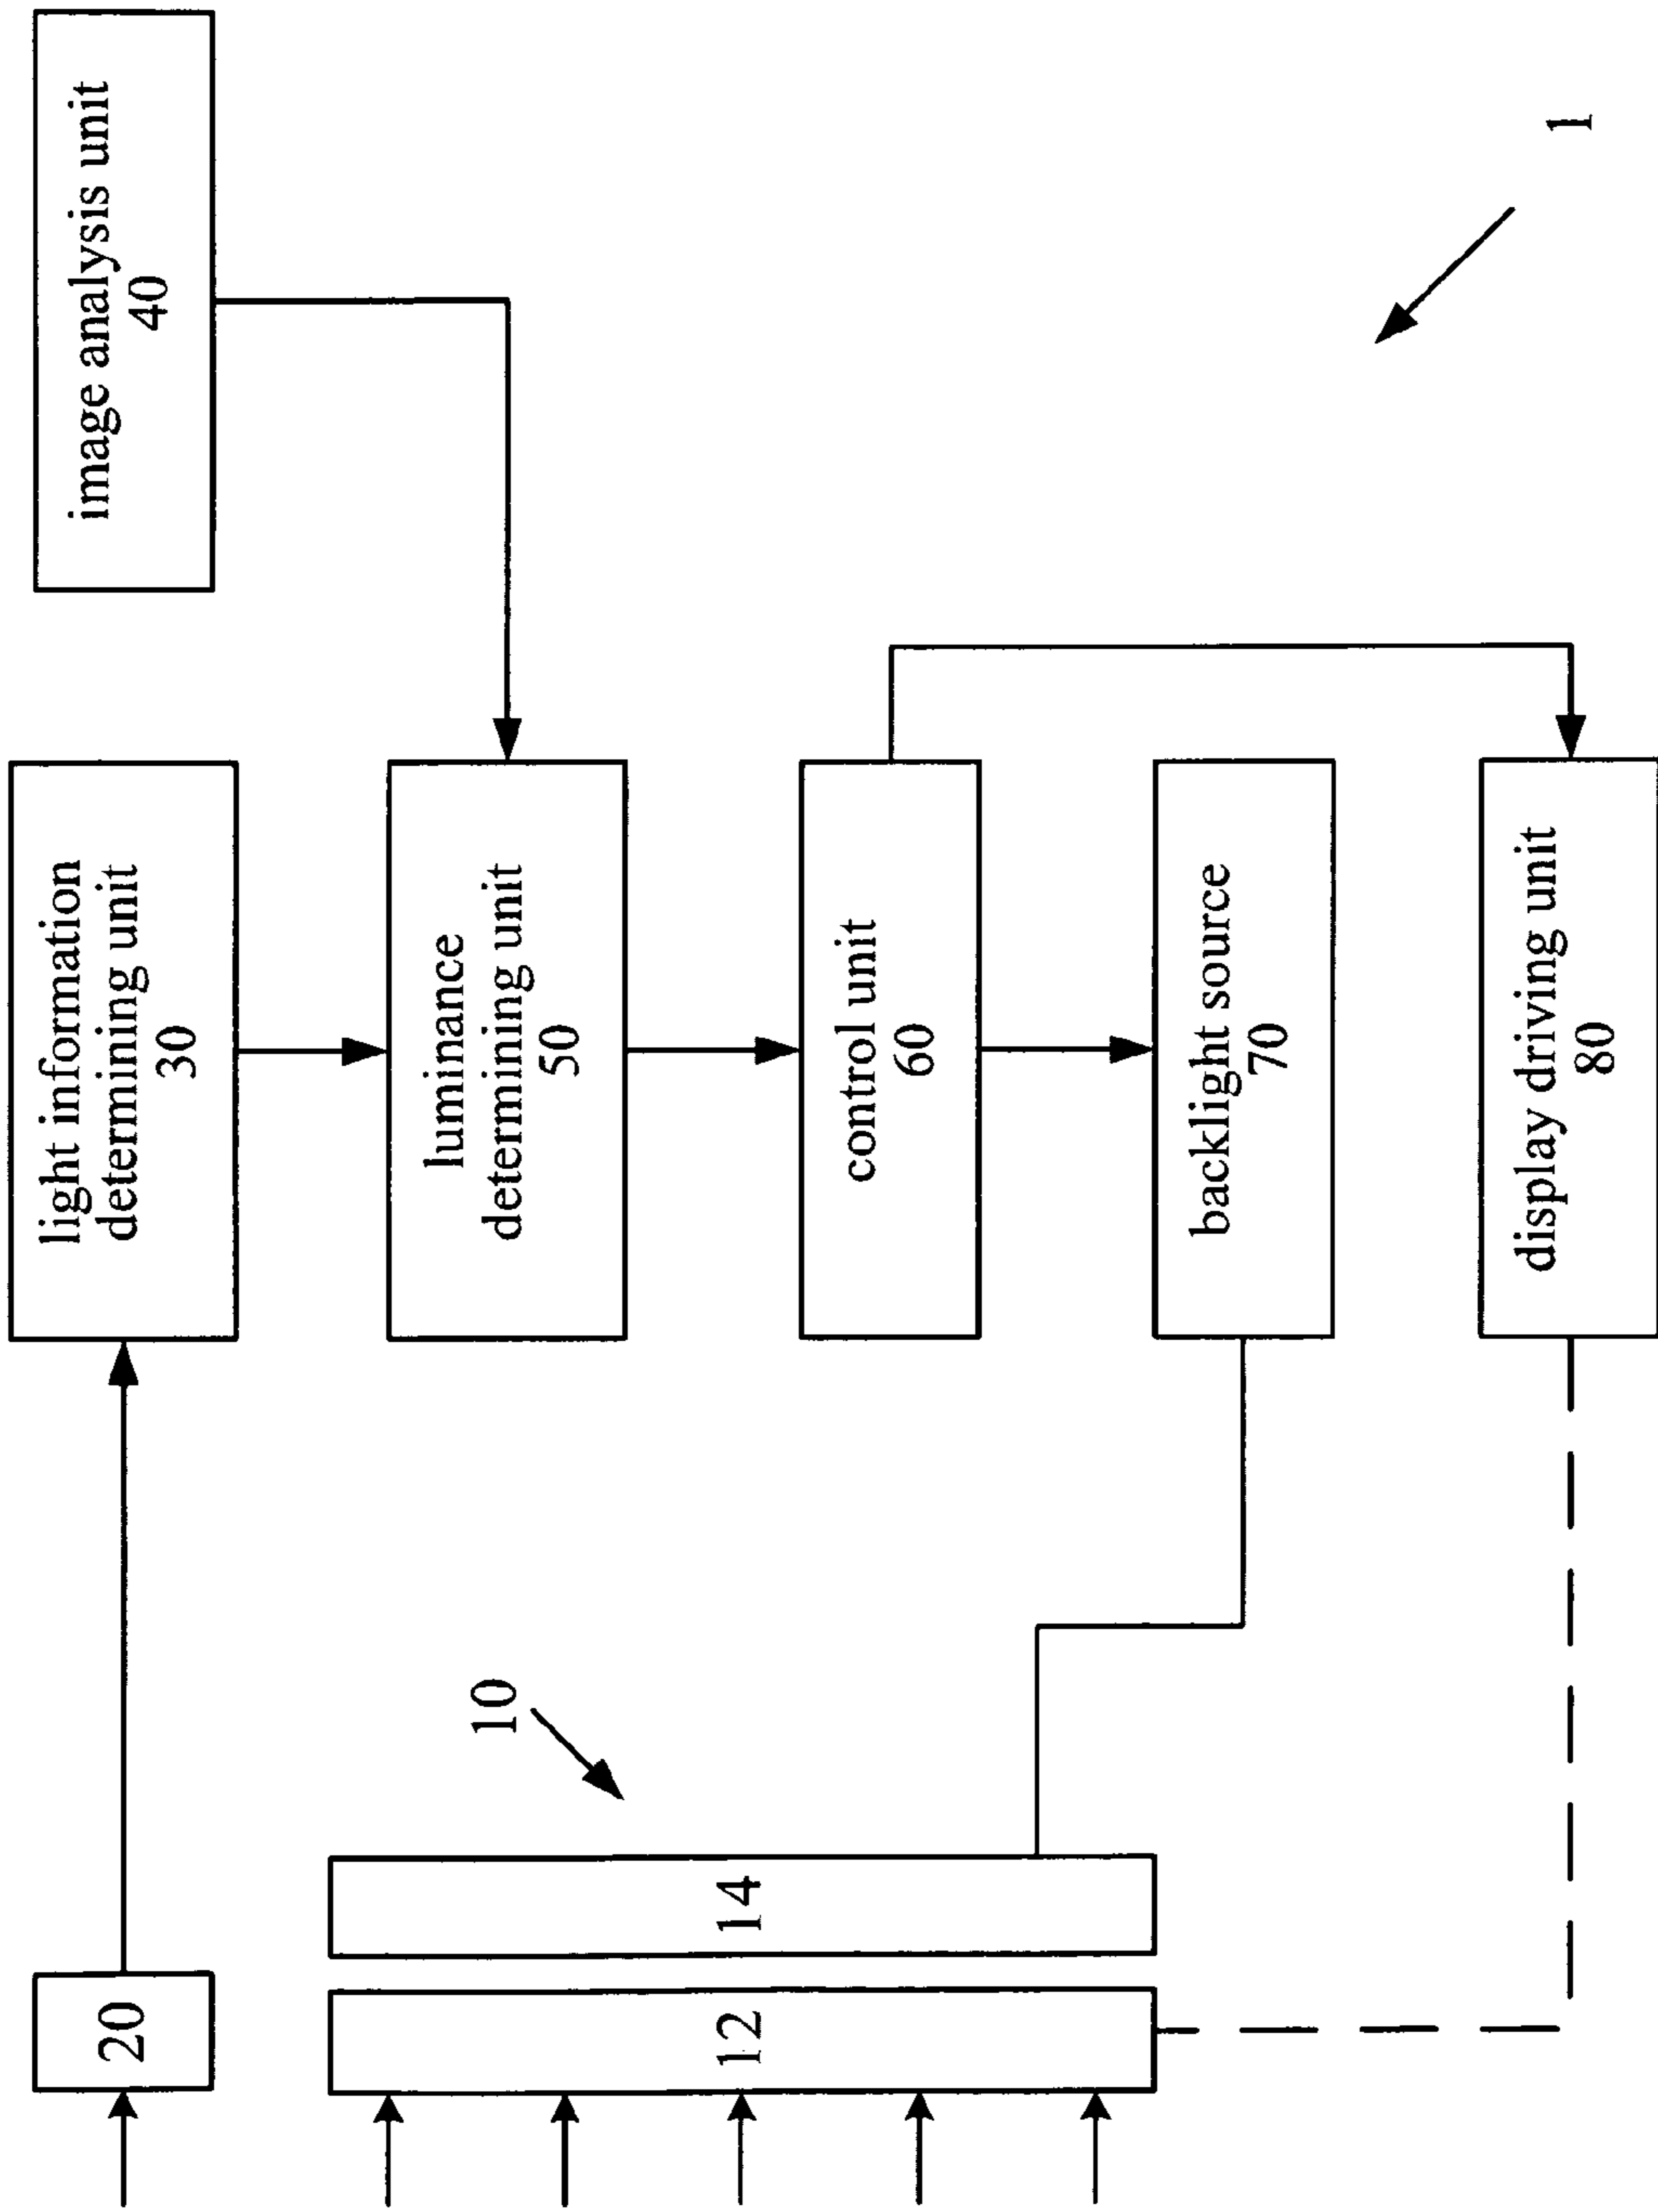 20
light information
determining unit
30
image analysis unit
40
10
12
14
luminance
determining unit
50
control unit
60
backlight source
70
display driving unit
80
1